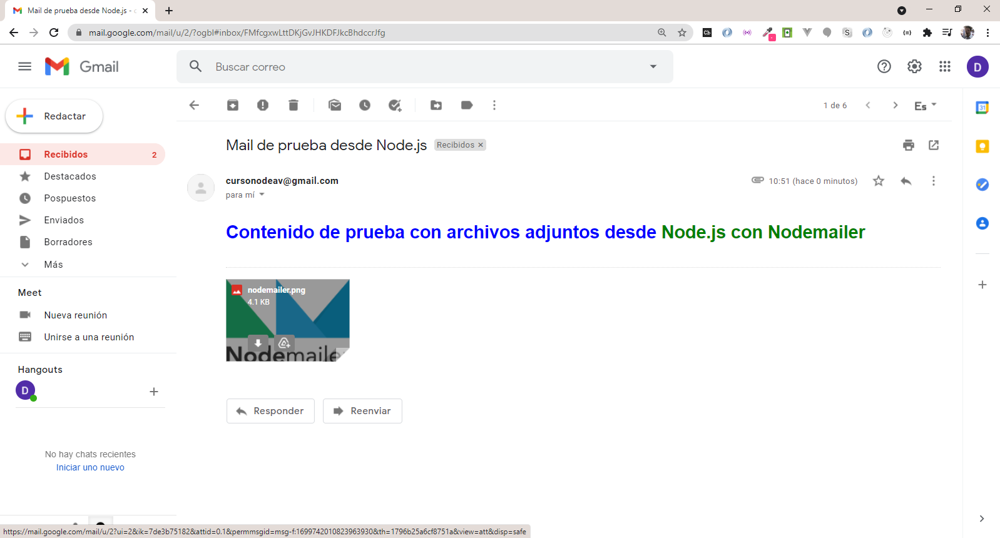 Mail de prueba desde Node.js - c
mail.google.com/mail/u/2/?ogbl#inbox/FMfcgxwLttDKjGvJHKDFJkcBhdccrJfg
Gmail
Buscar correo
D
Redactar
1 de 6
Es
Recibidos 2
Destacados
Pospuestos
Enviados
Borradores
Más
Meet
Nueva reunión
Unirse a una reunión
Hangouts
D
No hay chats recientes
Iniciar uno nuevo
Mail de prueba desde Node.js Recibidos
cursonodeav@gmail.com
10:51 (hace 0 minutos)
para mí
Contenido de prueba con archivos adjuntos desde Node.js con Nodemailer
nodemailer.png
4.1 KB
Nodemailer
Responder
Reenviar
31
https://mail.google.com/mail/u/2?ui=2&ik=7de3b75182&attid=0.1&permmsgid=msg-f:1699742010823963930&th=1796b25a6cf8751a&view=att&disp=safe